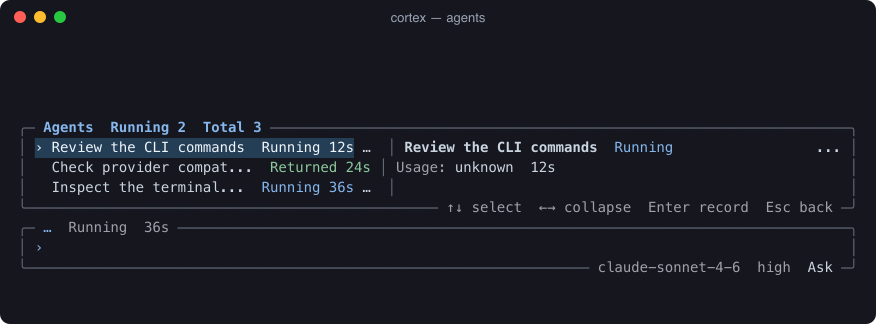 cortex — agents
Agents  Running 2  Total 3
› Review the CLI commands  Running 12s …  Review the CLI commands  Running  ...
Check provider compat...  Returned 24s  Usage: unknown  12s
Inspect the terminal...  Running 36s …
↑↓ select  ←→ collapse  Enter record  Esc back
…  Running  36s
›
claude-sonnet-4-6  high  Ask